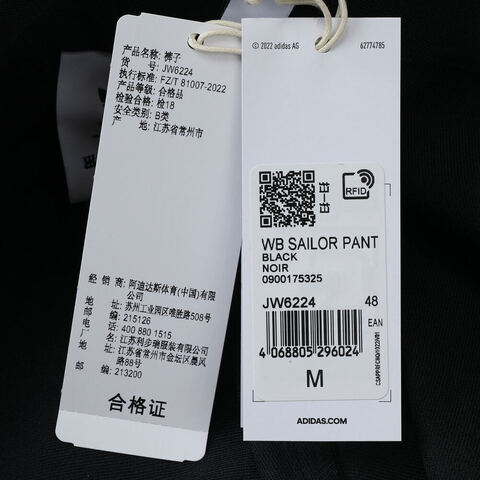 产品名称: 裤子
货 号: JW6224
执行标准: FZ/T 81007-2022
产品等级: 合格品
检验合格: 检18
安全类别: B类
产 地: 江苏省常州市
经 销 商: 阿迪达斯体育(中国)有限
公司
地 址: 苏州工业园区唯胜路508号
邮 编: 215126
电 话: 400 880 1515
制 造 商: 江苏利步瑞服装有限公司
地 址: 江苏省常州市金坛区晨风
路88号
邮 编: 213200
合格证
© 2022 adidas AG
62774785
RFID
WB SAILOR PANT
BLACK
NOIR
0900175325
JW6224
48
EAN
4 068805 296024
M
ADIDAS.COM